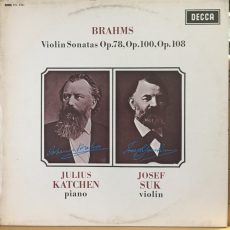 DECCA
BRAHMS
Violin Sonatas Op.78, Op.100, Op.108
JULIUS
KATCHEN
piano
JOSEF
SUK
violin